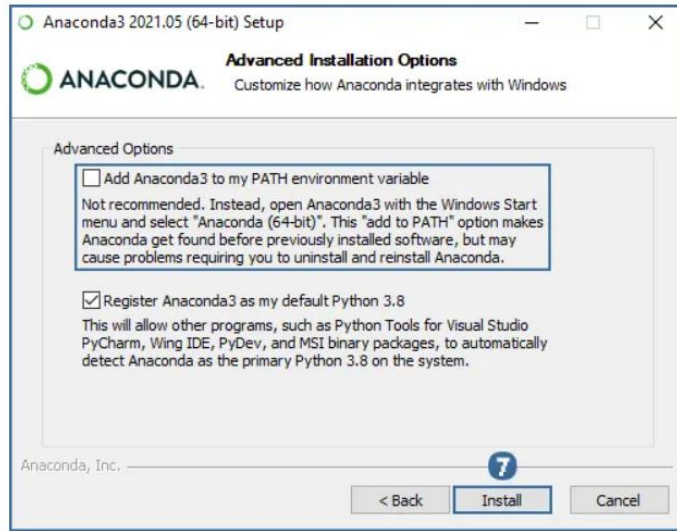 Anaconda3 2021.05 (64-bit) Setup
ANACONDA.
Advanced Installation Options
Customize how Anaconda integrates with Windows
Advanced Options
Add Anaconda3 to my PATH environment variable
Not recommended. Instead, open Anaconda3 with the Windows Start
menu and select "Anaconda (64-bit)". This "add to PATH" option makes
Anaconda get found before previously installed software, but may
cause problems requiring you to uninstall and reinstall Anaconda.
Register Anaconda3 as my default Python 3.8
This will allow other programs, such as Python Tools for Visual Studio
PyCharm, Wing IDE, PyDev, and MSI binary packages, to automatically
detect Anaconda as the primary Python 3.8 on the system.
Anaconda, Inc.
7
< Back Install Cancel